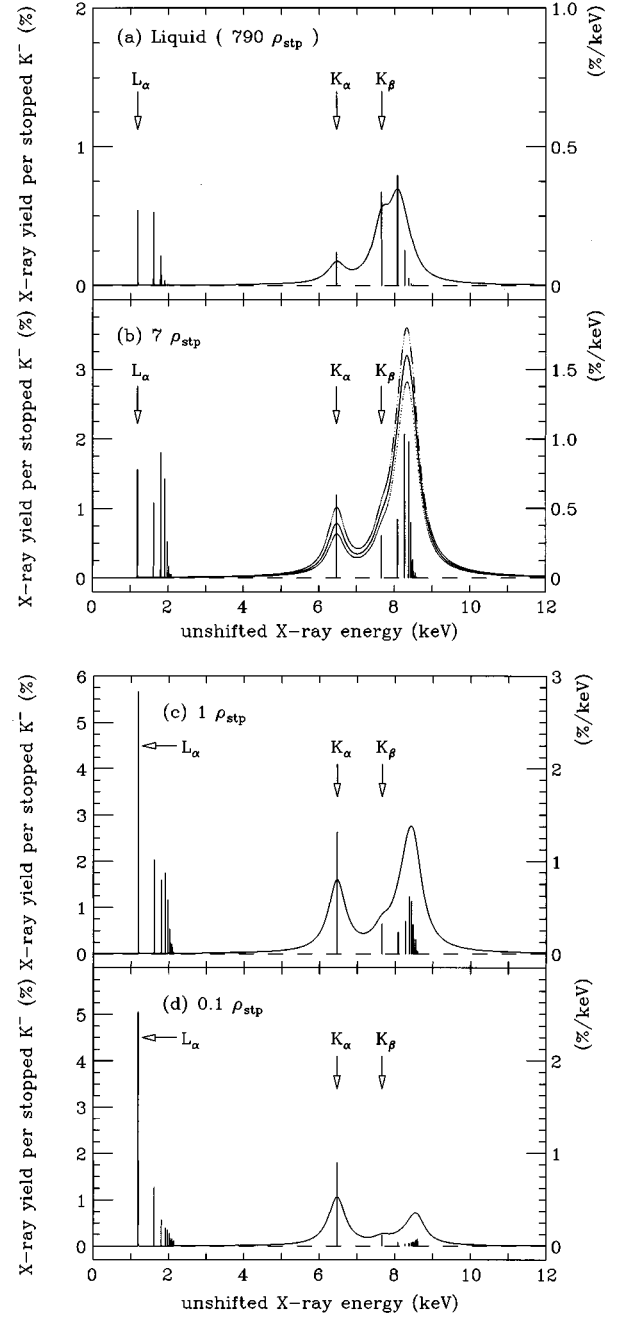 X-ray yield per stopped K⁻ (%)
(%/keV)
(a) Liquid ( 790 ρstp )
Lα
Kα
Kβ
2
1
0
1.0
0.5
0.0
X-ray yield per stopped K⁻ (%)
(%/keV)
(b) 7 ρstp
Lα
Kα
Kβ
3
2
1
0
1.5
1.0
0.5
0
0 2 4 6 8 10 12
unshifted X-ray energy (keV)
X-ray yield per stopped K⁻ (%)
(%/keV)
(c) 1 ρstp
Lα
Kα
Kβ
6
5
4
3
2
1
0
3
2
1
0
X-ray yield per stopped K⁻ (%)
(%/keV)
(d) 0.1 ρstp
Lα
Kα
Kβ
5
4
3
2
1
0
2
1
0
0 2 4 6 8 10 12
unshifted X-ray energy (keV)